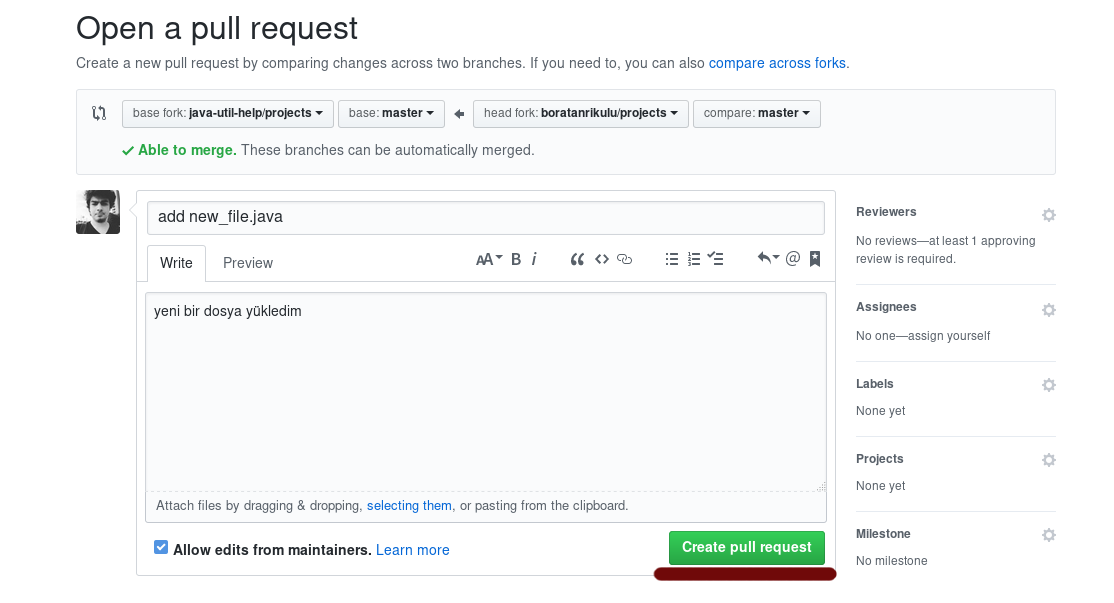 Open a pull request
Create a new pull request by comparing changes across two branches. If you need to, you can also compare across forks.
base fork: java-util-help/projects base: master head fork: boratanrikulu/projects compare: master
Able to merge. These branches can be automatically merged.
add new_file.java
Write Preview AA B i @
yeni bir dosya yükledim
Attach files by dragging & dropping, selecting them, or pasting from the clipboard.
Allow edits from maintainers. Learn more
Create pull request
Reviewers
No reviews—at least 1 approving
review is required.
Assignees
No one—assign yourself
Labels
None yet
Projects
None yet
Milestone
No milestone